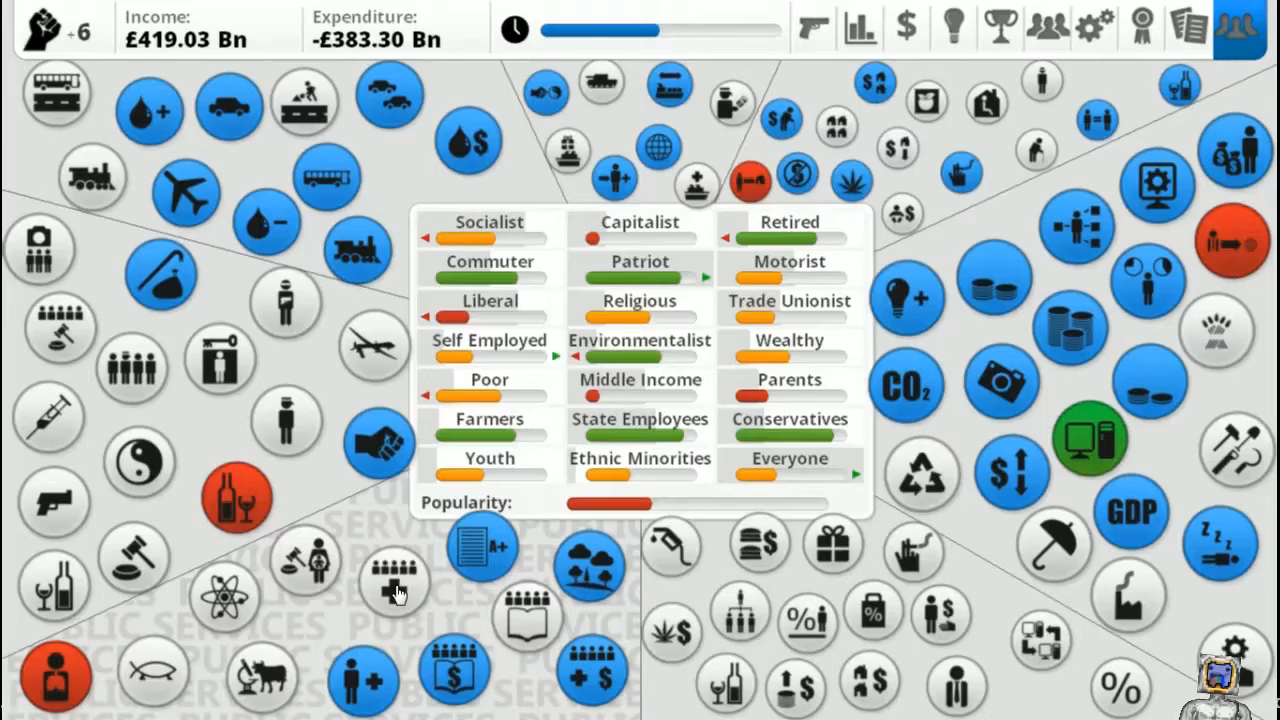 Income:
Expenditure:
+6
£419.03 Bn
-£383.30 Bn
Socialist
Capitalist
Retired
Commuter
Patriot
Motorist
Liberal
Religious
Trade Unionist
Self Employed
Environmentalist
Wealthy
Poor
Middle Income
Parents
Farmers
State Employees
Conservatives
Youth
Ethnic Minorities
Everyone
Popularity:
CO₂
GDP
A+
%
Z z z
PUBLIC SERVICES